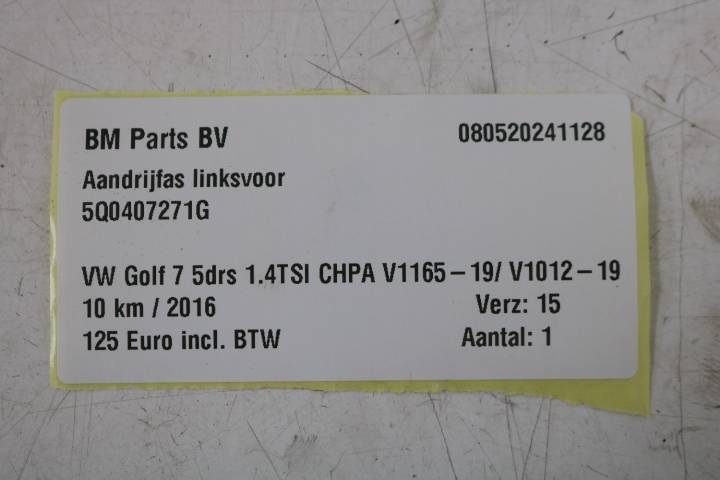 BM Parts BV 080520241128
Aandrijfas linksvoor
5Q0407271G
VW Golf 7 5drs 1.4TSI CHPA V1165-19/ V1012-19
10 km / 2016 Verz: 15
125 Euro incl. BTW Aantal: 1